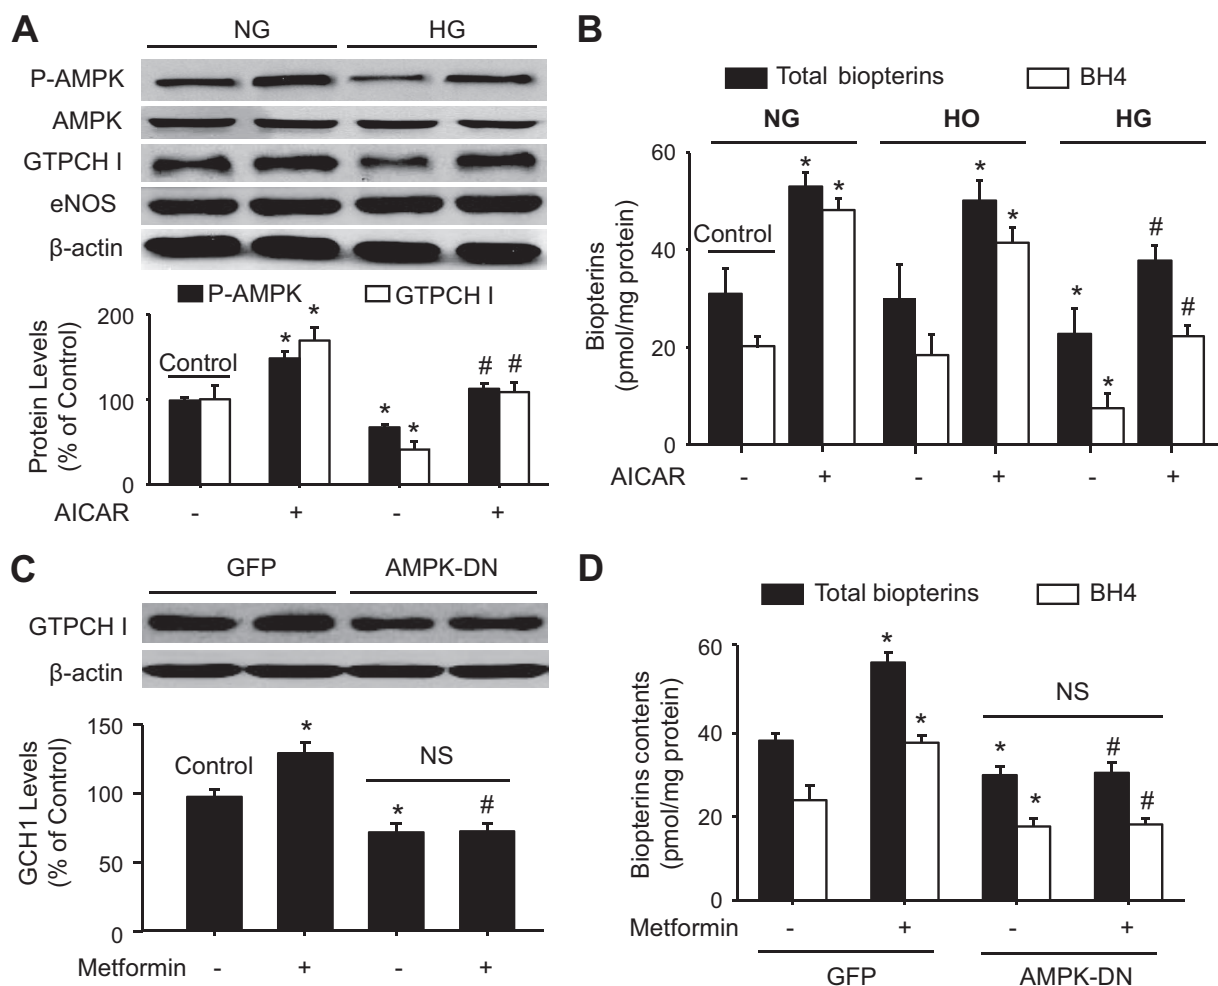 A
NG HG
P-AMPK
AMPK
GTPCH I
eNOS
β-actin
P-AMPK GTPCH I
Protein Levels
(% of Control)
200
100
0
Control
* *
* *
# #
AICAR - + - +
B
Total biopterins BH4
NG HO HG
Biopterins
(pmol/mg protein)
60
40
20
0
Control
* *
* *
* *
# #
AICAR - + - + - +
C
GFP AMPK-DN
GTPCH I
β-actin
GCH1 Levels
(% of Control)
150
100
50
0
Control
*
NS
* #
Metformin - + - +
D
Total biopterins BH4
Biopterins contents
(pmol/mg protein)
60
40
20
0
* *
NS
* *
# #
Metformin - + - +
GFP AMPK-DN